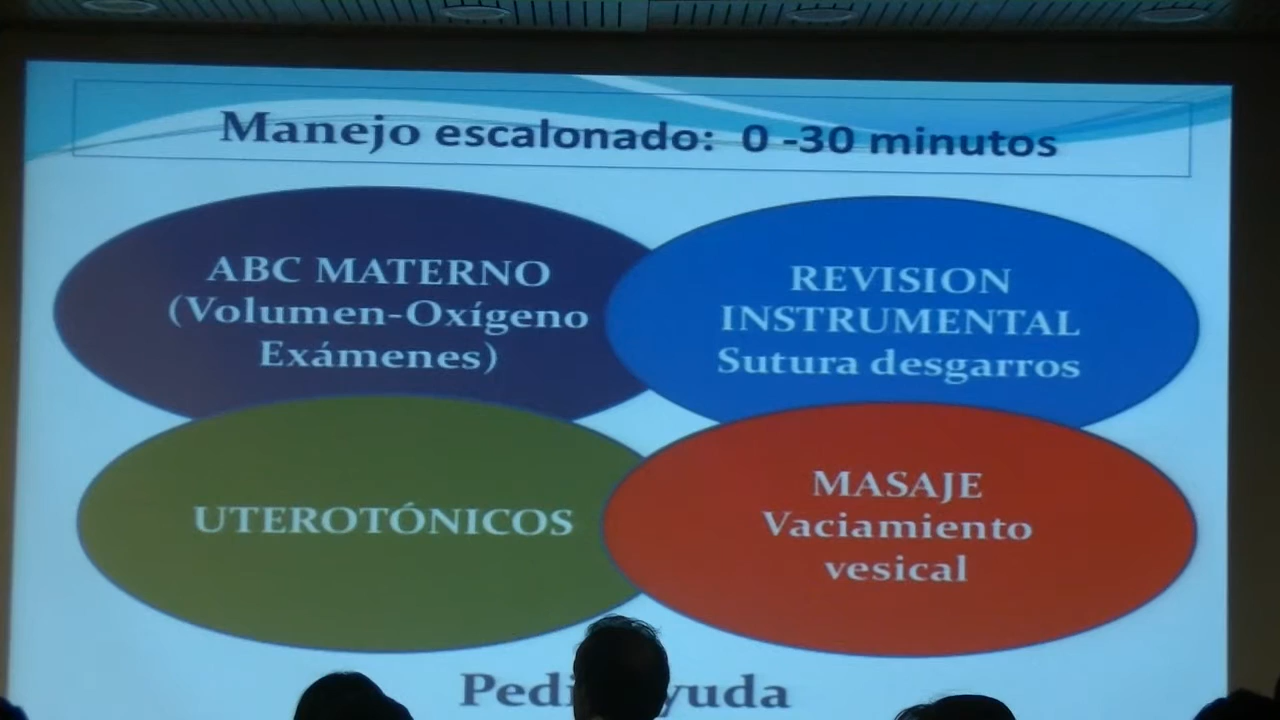 Manejo escalonado: 0 -30 minutos
ABC MATERNO
(Volumen-Oxígeno
Exámenes)
REVISION
INSTRUMENTAL
Sutura desgarros
UTEROTÓNICOS
MASAJE
Vaciamiento
vesical